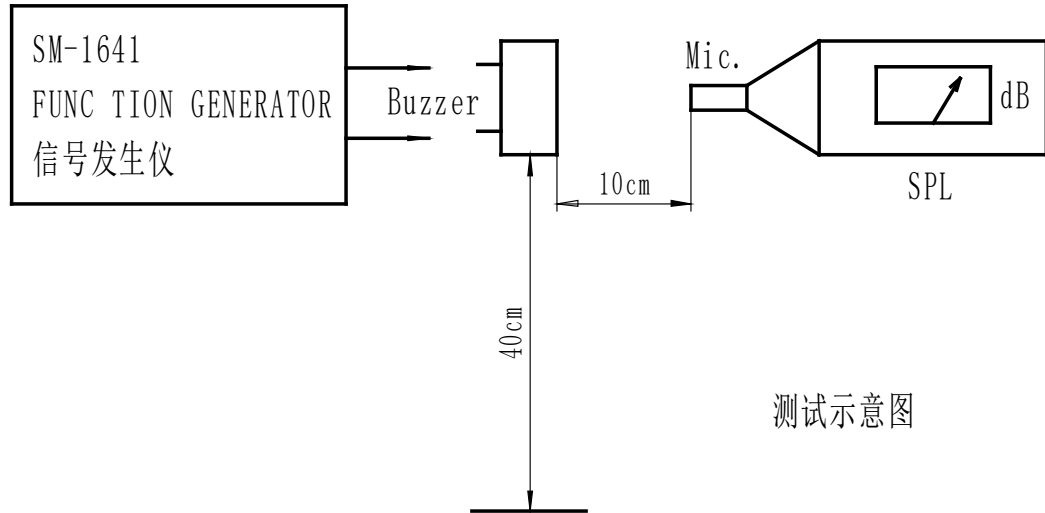 SM-1641
FUNC TION GENERATOR
信号发生仪
Buzzer
Mic.
dB
10cm
SPL
40cm
测试示意图